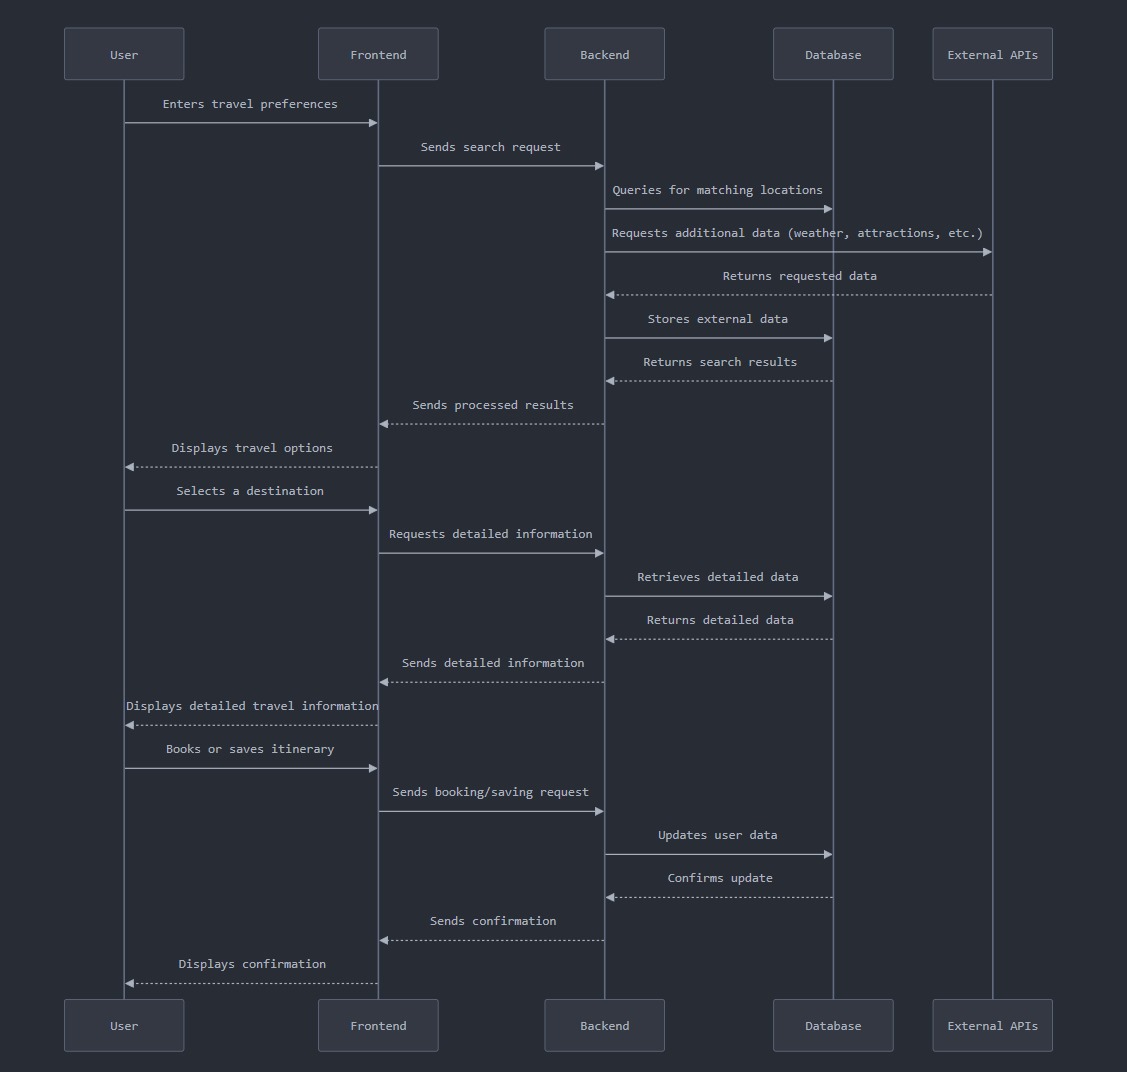 User
Frontend
Backend
Database
External APIs
Enters travel preferences
Sends search request
Queries for matching locations
Requests additional data (weather, attractions, etc.)
Returns requested data
Stores external data
Returns search results
Sends processed results
Displays travel options
Selects a destination
Requests detailed information
Retrieves detailed data
Returns detailed data
Sends detailed information
Displays detailed travel information
Books or saves itinerary
Sends booking/saving request
Updates user data
Confirms update
Sends confirmation
Displays confirmation
User
Frontend
Backend
Database
External APIs